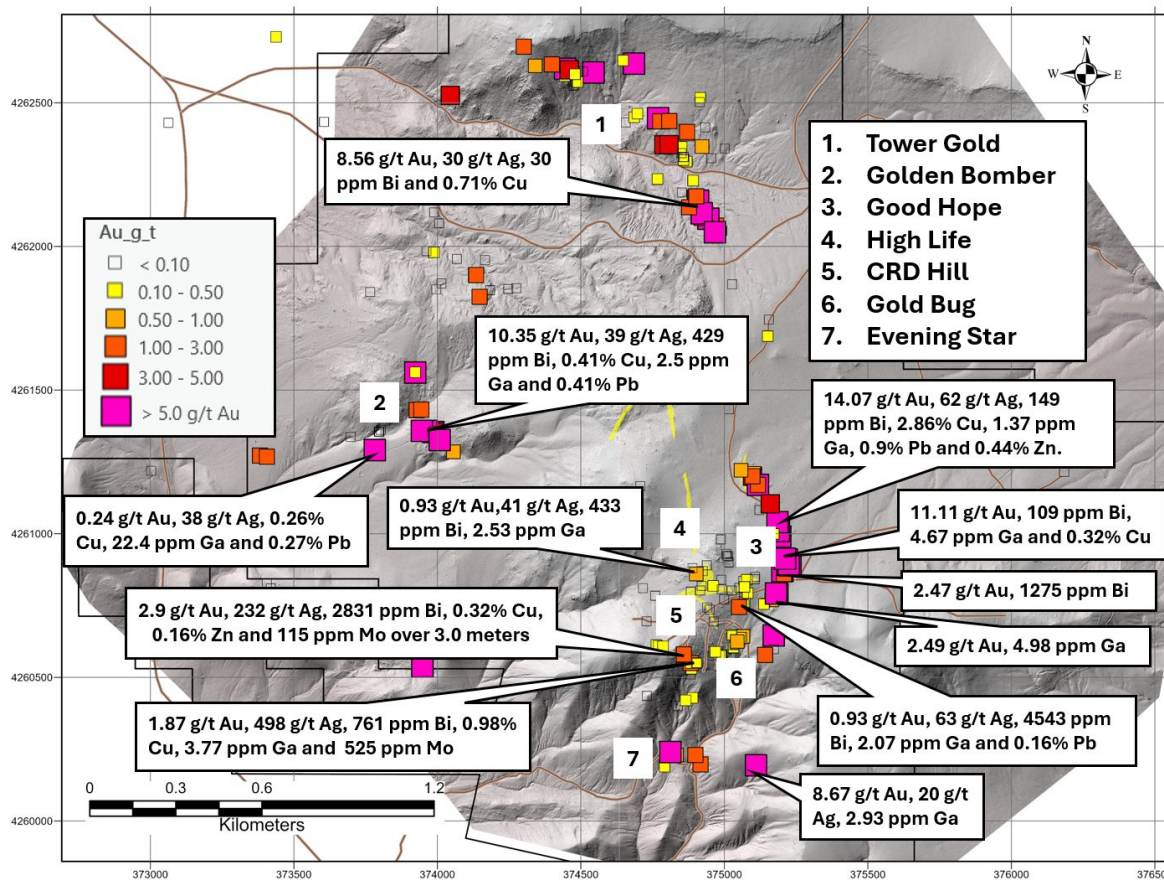 N
W E
S
4262500
4262000
4261500
4261000
4260500
4260000
373000
373500
374000
374500
375000
375500
376000
3765
1
8.56 g/t Au, 30 g/t Ag, 30
ppm Bi and 0.71% Cu
1. Tower Gold
2. Golden Bomber
3. Good Hope
4. High Life
5. CRD Hill
6. Gold Bug
7. Evening Star
Au_g_t
< 0.10
0.10 - 0.50
0.50 - 1.00
1.00 - 3.00
3.00 - 5.00
> 5.0 g/t Au
10.35 g/t Au, 39 g/t Ag, 429
ppm Bi, 0.41% Cu, 2.5 ppm
Ga and 0.41% Pb
2
14.07 g/t Au, 62 g/t Ag, 149
ppm Bi, 2.86% Cu, 1.37 ppm
Ga, 0.9% Pb and 0.44% Zn.
0.24 g/t Au, 38 g/t Ag, 0.26%
Cu, 22.4 ppm Ga and 0.27% Pb
0.93 g/t Au,41 g/t Ag, 433
ppm Bi, 2.53 ppm Ga
4
3
11.11 g/t Au, 109 ppm Bi,
4.67 ppm Ga and 0.32% Cu
2.47 g/t Au, 1275 ppm Bi
2.9 g/t Au, 232 g/t Ag, 2831 ppm Bi, 0.32% Cu,
0.16% Zn and 115 ppm Mo over 3.0 meters
5
2.49 g/t Au, 4.98 ppm Ga
6
1.87 g/t Au, 498 g/t Ag, 761 ppm Bi, 0.98%
Cu, 3.77 ppm Ga and 525 ppm Mo
0.93 g/t Au, 63 g/t Ag, 4543 ppm
Bi, 2.07 ppm Ga and 0.16% Pb
7
8.67 g/t Au, 20 g/t
Ag, 2.93 ppm Ga
0 0.3 0.6 1.2
Kilometers